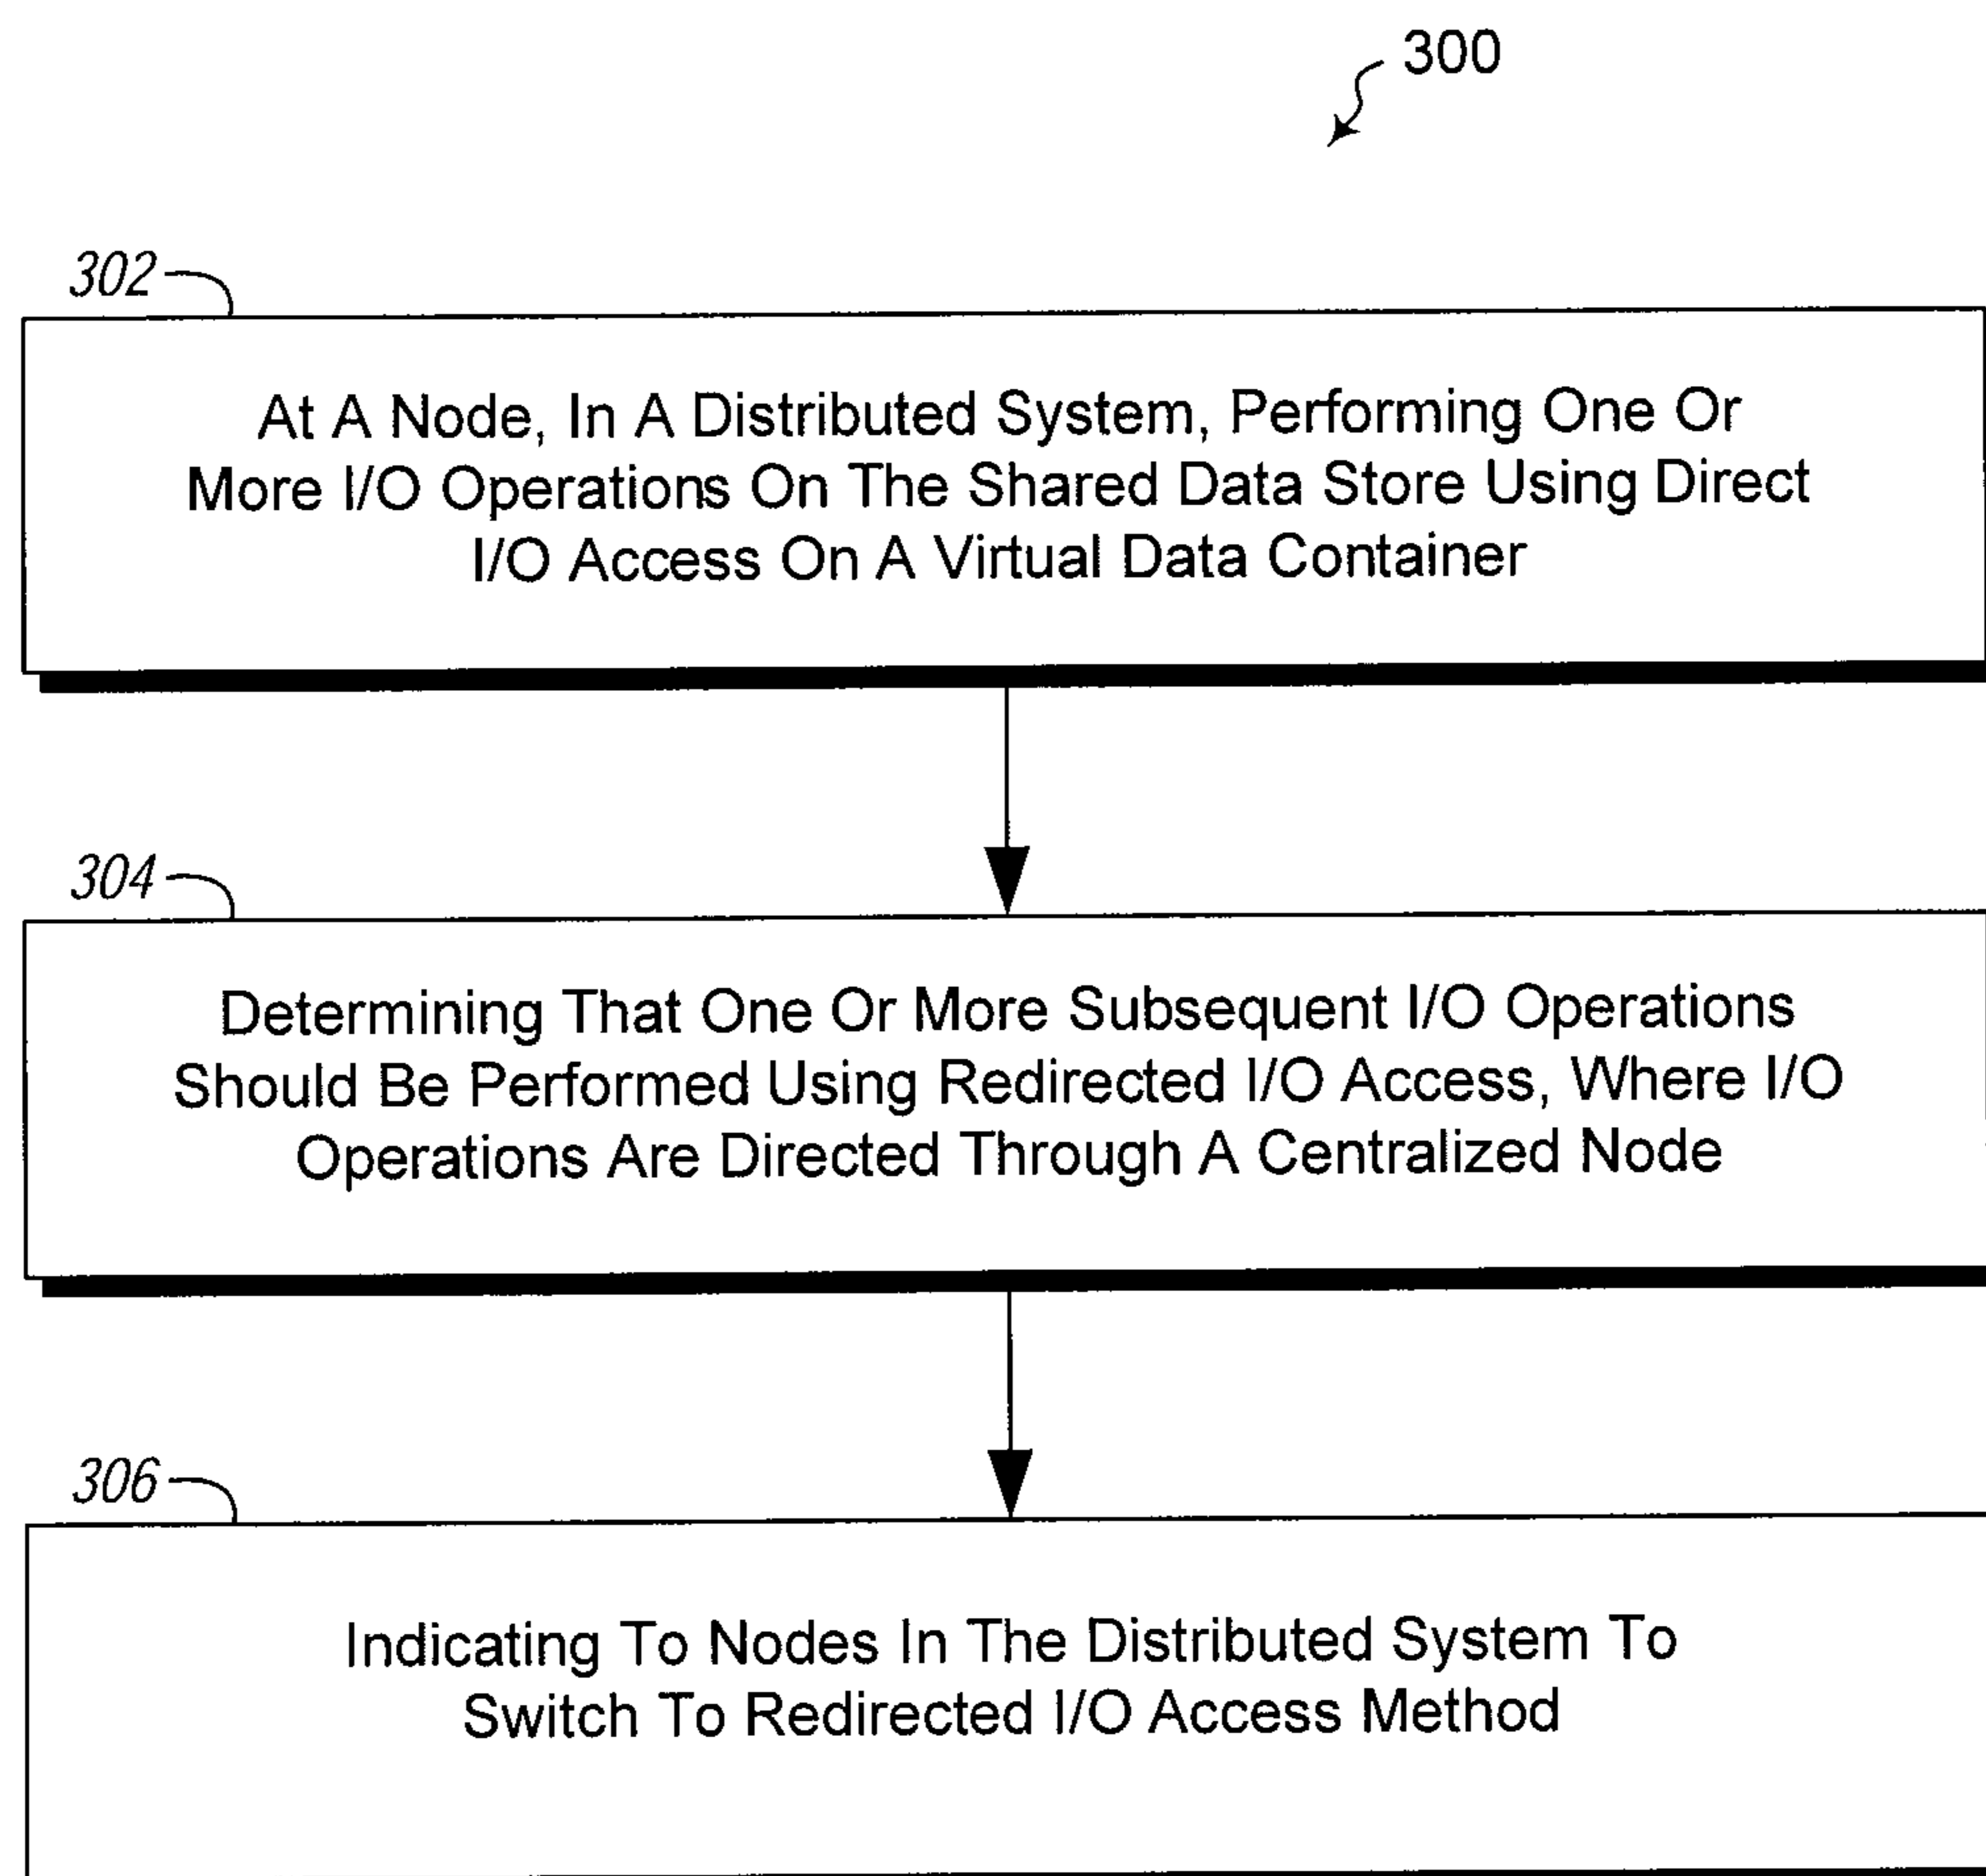 300
302
At A Node, In A Distributed System, Performing One Or
More I/O Operations On The Shared Data Store Using Direct
I/O Access On A Virtual Data Container
304
Determining That One Or More Subsequent I/O Operations
Should Be Performed Using Redirected I/O Access, Where I/O
Operations Are Directed Through A Centralized Node
306
Indicating To Nodes In The Distributed System To
Switch To Redirected I/O Access Method